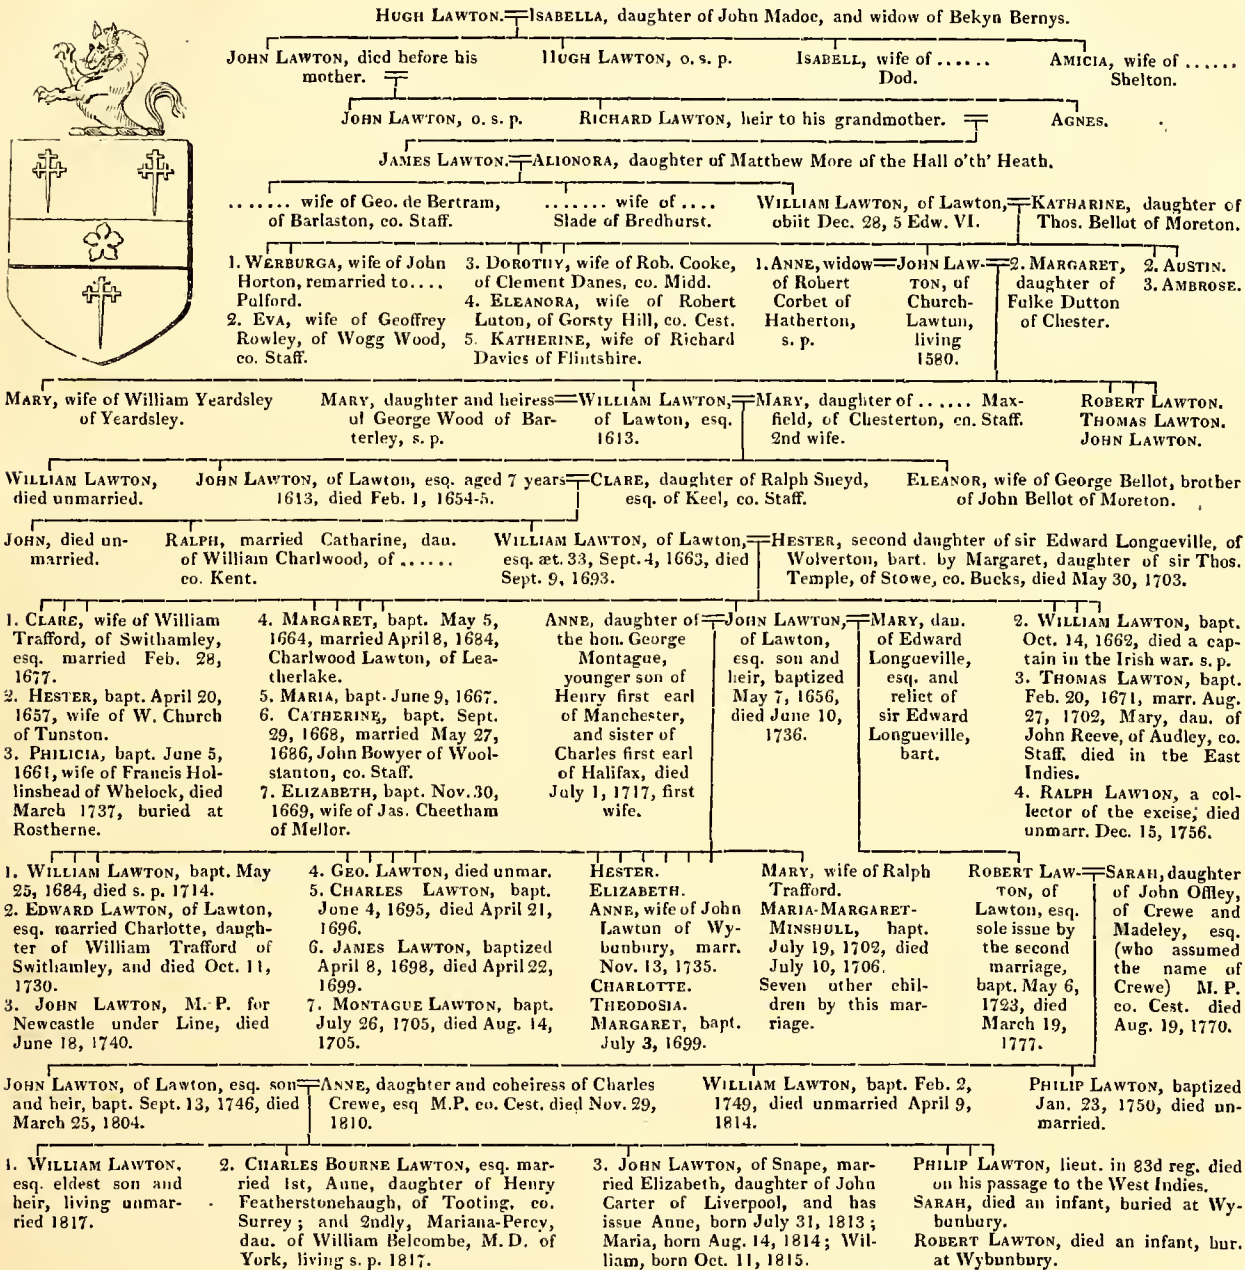 HUGH LAWTON.═ISABELLA, daughter of John Madoc, and widow of Bekyn Bernys.
JOHN LAWTON, died before his
mother.
HUGH LAWTON, o. s. p.
ISABELL, wife of ......
Dod.
AMICIA, wife of ......
Shelton.
JOHN LAWTON, o. s. p.
RICHARD LAWTON, heir to his grandmother.
AGNES.
JAMES LAWTON.═ALIONORA, daughter of Matthew More of the Hall o'th' Heath.
....... wife of Geo. de Bertram,
of Barlaston, co. Staff.
....... wife of ....
Slade of Bredhurst.
WILLIAM LAWTON, of Lawton,
obiit Dec. 28, 5 Edw. VI.
KATHARINE, daughter of
Thos. Bellot of Moreton.
1. WERBURGA, wife of John
Horton, remarried to....
Pulford.
2. EVA, wife of Geoffrey
Rowley, of Wogg Wood,
co. Staff.
3. DOROTHY, wife of Rob. Cooke,
of Clement Danes, co. Midd.
4. ELEANORA, wife of Robert
Luton, of Gorsty Hill, co. Cest.
5. KATHERINE, wife of Richard
Davies of Flintshire.
1. ANNE, widow
of Robert
Corbet of
Hatherton,
s. p.
JOHN LAW-
TON, of
Church-
Lawtun,
living
1580.
2. MARGARET,
daughter of
Fulke Dutton
of Chester.
2. AUSTIN.
3. AMBROSE.
MARY, wife of William Yeardsley
of Yeardsley.
MARY, daughter and heiress
of George Wood of Bar-
terley, s. p.
WILLIAM LAWTON,
of Lawton, esq.
1613.
MARY, daughter of ...... Max-
field, of Chesterton, co. Staff.
2nd wife.
ROBERT LAWTON.
THOMAS LAWTON.
JOHN LAWTON.
WILLIAM LAWTON,
died unmarried.
JOHN LAWTON, of Lawton, esq. aged 7 years
1613, died Feb. 1, 1654-5.
CLARE, daughter of Ralph Sneyd,
esq. of Keel, co. Staff.
ELEANOR, wife of George Bellot, brother
of John Bellot of Moreton.
JOHN, died un-
married.
RALPH, married Catharine, dau.
of William Charlwood, of ......
co. Kent.
WILLIAM LAWTON, of Lawton,
esq. æt. 33, Sept. 4, 1663, died
Sept. 9, 1693.
HESTER, second daughter of sir Edward Longueville, of
Wolverton, bart. by Margaret, daughter of sir Thos.
Temple, of Stowe, co. Bucks, died May 30, 1703.
1. CLARE, wife of William
Trafford, of Swithamley,
esq. married Feb. 28,
1677.
2. HESTER, bapt. April 20,
1657, wife of W. Church
of Tunston.
3. PHILICIA, bapt. June 5,
1661, wife of Francis Hol-
linshead of Whelock, died
March 1737, buried at
Rostherne.
4. MARGARET, bapt. May 5,
1664, married April 8, 1684,
Charlwood Lawton, of Lea-
therlake.
5. MARIA, bapt. June 9, 1667.
6. CATHERINE, bapt. Sept.
29, 1668, married May 27,
1686, John Bowyer of Wool-
stanton, co. Staff.
7. ELIZABETH, bapt. Nov. 30,
1669, wife of Jas. Cheetham
of Mellor.
ANNE, daughter of
the hon. George
Montague,
younger son of
Henry first earl
of Manchester,
and sister of
Charles first earl
of Halifax, died
July 1, 1717, first
wife.
JOHN LAWTON,
of Lawton,
esq. son and
heir, baptized
May 7, 1656,
died June 10,
1736.
MARY, dau.
of Edward
Longueville,
esq. and
relict of
sir Edward
Longueville,
bart.
2. WILLIAM LAWTON, bapt.
Oct. 14, 1662, died a cap-
tain in the Irish war. s. p.
3. THOMAS LAWTON, bapt.
Feb. 20, 1671, marr. Aug.
27, 1702, Mary, dau. of
John Reeve, of Audley, co.
Staff. died in the East
Indies.
4. RALPH LAWTON, a col-
lector of the excise, died
unmarr. Dec. 15, 1756.
1. WILLIAM LAWTON, bapt. May
25, 1684, died s. p. 1714.
2. EDWARD LAWTON, of Lawton,
esq. married Charlotte, daugh-
ter of William Trafford of
Swithamley, and died Oct. 11,
1730.
3. JOHN LAWTON, M. P. for
Newcastle under Line, died
June 18, 1740.
4. GEO. LAWTON, died unmar.
5. CHARLES LAWTON, bapt.
June 4, 1695, died April 21,
1696.
6. JAMES LAWTON, baptized
April 8, 1698, died April 22,
1699.
7. MONTAGUE LAWTON, bapt.
July 26, 1705, died Aug. 14,
1705.
HESTER.
ELIZABETH.
ANNE, wife of John
Lawton of Wy-
bunbury, marr.
Nov. 13, 1735.
CHARLOTTE.
THEODOSIA.
MARGARET, bapt.
July 3, 1699.
MARY, wife of Ralph
Trafford.
MARIA-MARGARET-
MINSHULL, bapt.
July 19, 1702, died
July 10, 1706.
Seven other chil-
dren by this mar-
riage.
ROBERT LAW-
TON, of
Lawton, esq.
sole issue by
the second
marriage,
bapt. May 6,
1723, died
March 19,
1777.
SARAH, daughter
of John Offley,
of Crewe and
Madeley, esq.
(who assumed
the name of
Crewe) M. P.
co. Cest. died
Aug. 19, 1770.
JOHN LAWTON, of Lawton, esq. son
and heir, bapt. Sept. 13, 1746, died
March 25, 1804.
ANNE, daughter and coheiress of Charles
Crewe, esq M.P. co. Cest. died Nov. 29,
1810.
WILLIAM LAWTON, bapt. Feb. 2,
1749, died unmarried April 9,
1814.
PHILIP LAWTON, baptized
Jan. 23, 1750, died un-
married.
1. WILLIAM LAWTON,
esq. eldest son and
heir, living unmar-
ried 1817.
2. CHARLES BOURNE LAWTON, esq. mar-
ried 1st, Anne, daughter of Henry
Featherstonehaugh, of Tooting, co.
Surrey; and 2ndly, Mariana-Percy,
dau. of William Belcombe, M. D. of
York, living s. p. 1817.
3. JOHN LAWTON, of Snape, mar-
ried Elizabeth, daughter of John
Carter of Liverpool, and has
issue Anne, born July 31, 1813;
Maria, born Aug. 14, 1814; Wil-
liam, born Oct. 11, 1815.
PHILIP LAWTON, lieut. in 83d reg. died
on his passage to the West Indies.
SARAH, died an infant, buried at Wy-
bunbury.
ROBERT LAWTON, died an infant, bur.
at Wybunbury.